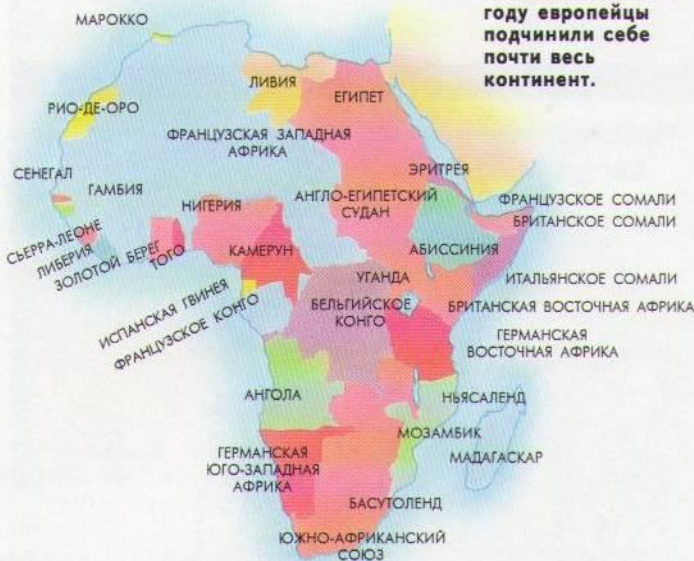 году европейцы
подчинили себе
почти весь
континент.
МАРОККО
ЛИВИЯ
ЕГИПЕТ
РИО-ДЕ-ОРО
ФРАНЦУЗСКАЯ ЗАПАДНАЯ
АФРИКА
ЭРИТРЕЯ
СЕНЕГАЛ
ГАМБИЯ
НИГЕРИЯ
АНГЛО-ЕГИПЕТСКИЙ
СУДАН
ФРАНЦУЗСКОЕ СОМАЛИ
БРИТАНСКОЕ СОМАЛИ
СЬЕРРА-ЛЕОНЕ
ЛИБЕРИЯ
ЗОЛОТОЙ БЕРЕГ
ТОГО
КАМЕРУН
АБИССИНИЯ
УГАНДА
ИТАЛЬЯНСКОЕ СОМАЛИ
ИСПАНСКАЯ ГВИНЕЯ
ФРАНЦУЗСКОЕ КОНГО
БЕЛЬГИЙСКОЕ
КОНГО
БРИТАНСКАЯ ВОСТОЧНАЯ АФРИКА
ГЕРМАНСКАЯ
ВОСТОЧНАЯ АФРИКА
АНГОЛА
НЬЯСАЛЕНД
МОЗАМБИК
МАДАГАСКАР
ГЕРМАНСКАЯ
ЮГО-ЗАПАДНАЯ
АФРИКА
БАСУТОЛЕНД
ЮЖНО-АФРИКАНСКИЙ
СОЮЗ